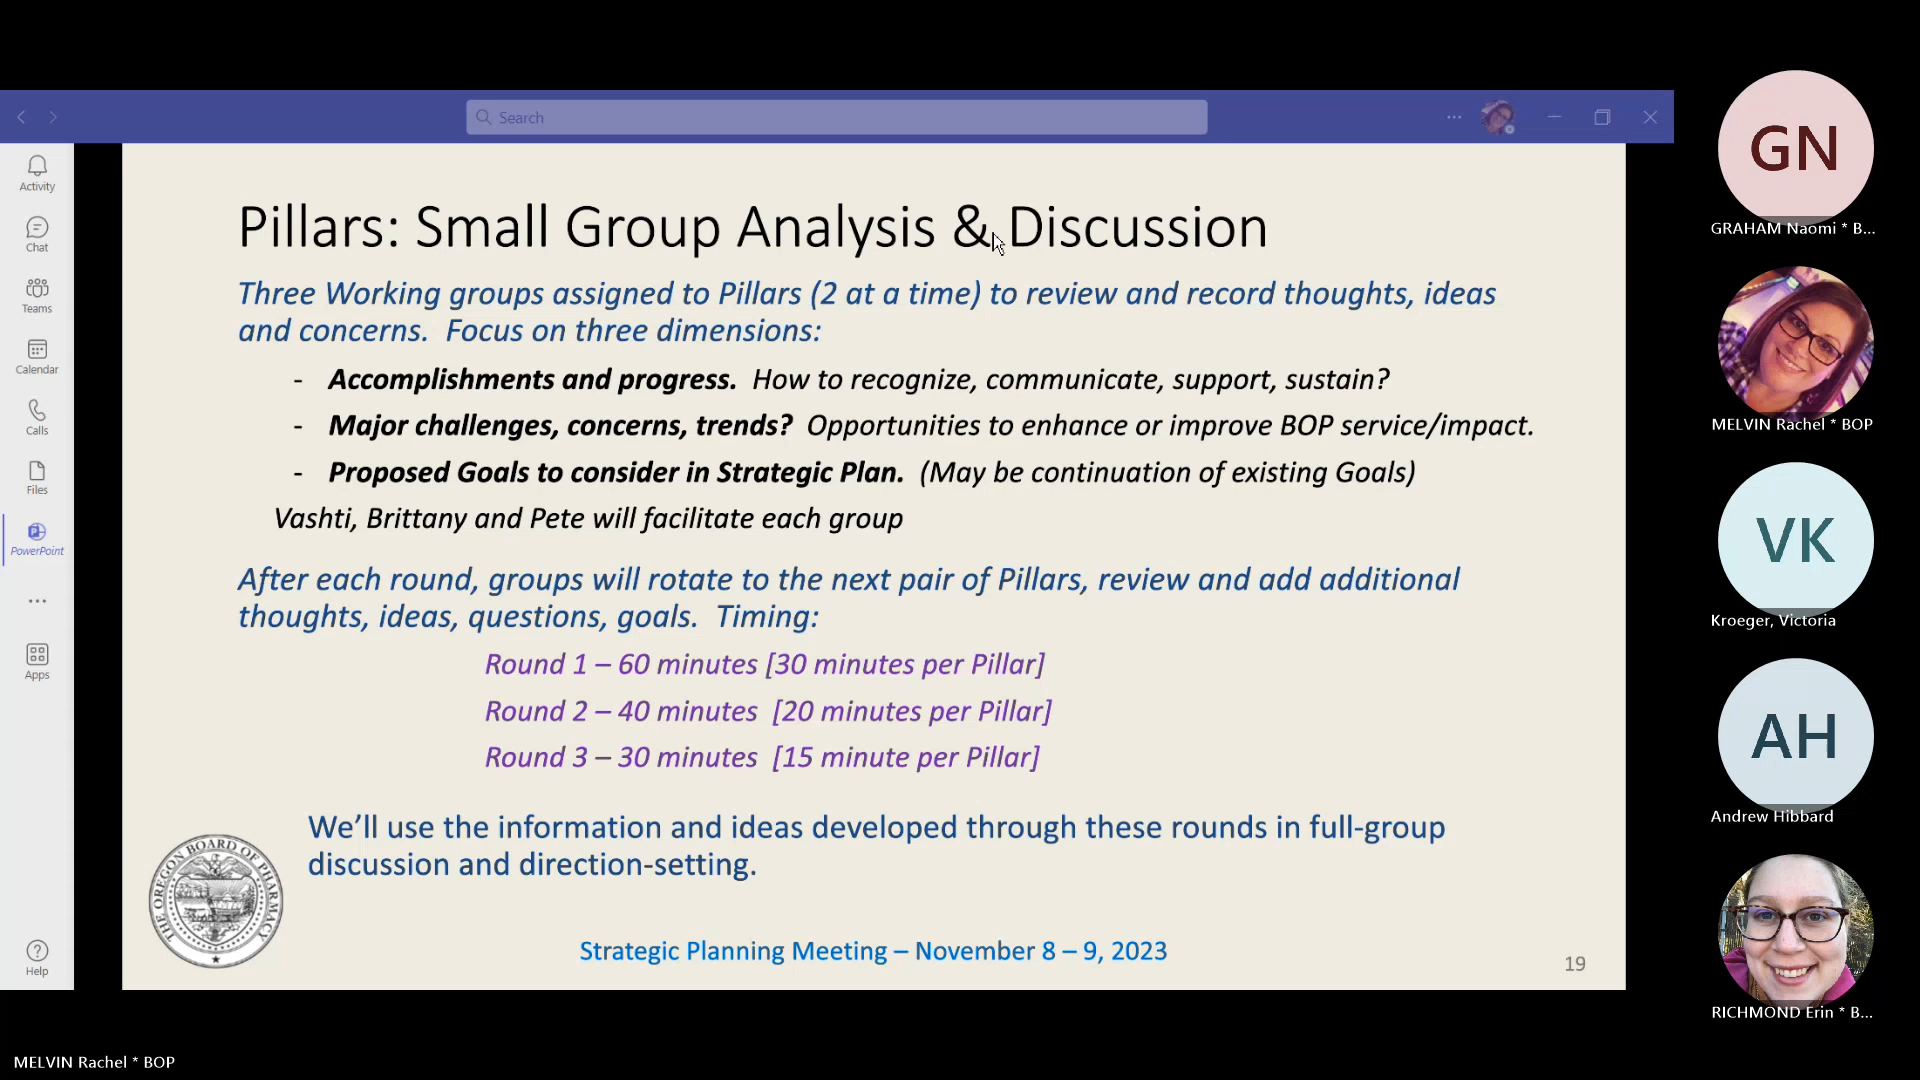 Search
Activity
Chat
Teams
Calendar
Calls
Files
PowerPoint
Apps
Help
Pillars: Small Group Analysis & Discussion
Three Working groups assigned to Pillars (2 at a time) to review and record thoughts, ideas
and concerns.  Focus on three dimensions:
- Accomplishments and progress.  How to recognize, communicate, support, sustain?
- Major challenges, concerns, trends?  Opportunities to enhance or improve BOP service/impact.
- Proposed Goals to consider in Strategic Plan.  (May be continuation of existing Goals)
Vashti, Brittany and Pete will facilitate each group
After each round, groups will rotate to the next pair of Pillars, review and add additional
thoughts, ideas, questions, goals.  Timing:
Round 1 – 60 minutes [30 minutes per Pillar]
Round 2 – 40 minutes  [20 minutes per Pillar]
Round 3 – 30 minutes  [15 minute per Pillar]
We’ll use the information and ideas developed through these rounds in full-group
discussion and direction-setting.
THE OREGON BOARD OF PHARMACY
Strategic Planning Meeting – November 8 – 9, 2023
19
GN
GRAHAM Naomi * B...
MELVIN Rachel * BOP
VK
Kroeger, Victoria
AH
Andrew Hibbard
RICHMOND Erin * B...
MELVIN Rachel * BOP